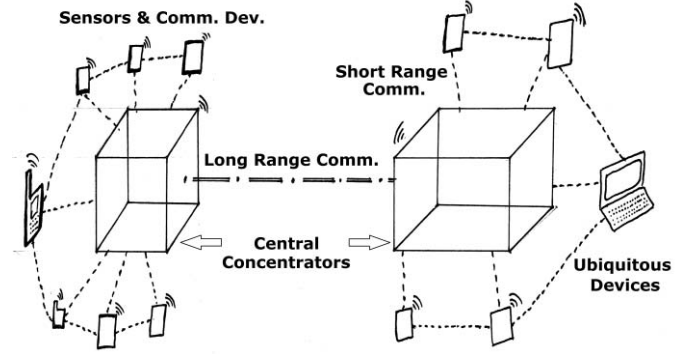 Sensors & Comm. Dev.
Short Range
Comm.
Long Range Comm.
Central
Concentrators
Ubiquitous
Devices